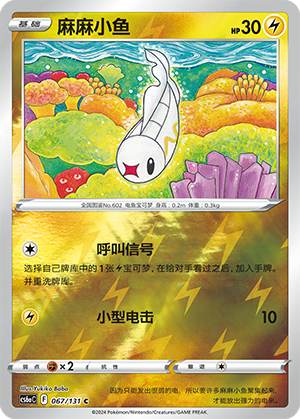 基础
麻麻小鱼
HP30
全国图鉴No.602 电鱼宝可梦 身高：0.2m 体重：0.3kg
呼叫信号
选择自己牌库中的1张宝可梦，在给对手看过之后，加入手牌。
并重洗牌库。
小型电击 10
弱点 ×2 抵抗力 撤退
Illus. Yukiko Baba
CS6aC F 067/131 C
©2024 Pokémon/Nintendo/Creatures/GAME FREAK.
因为只能发出很弱的电，所以要许多麻麻小鱼聚集起来，
才能放出强力的电击。